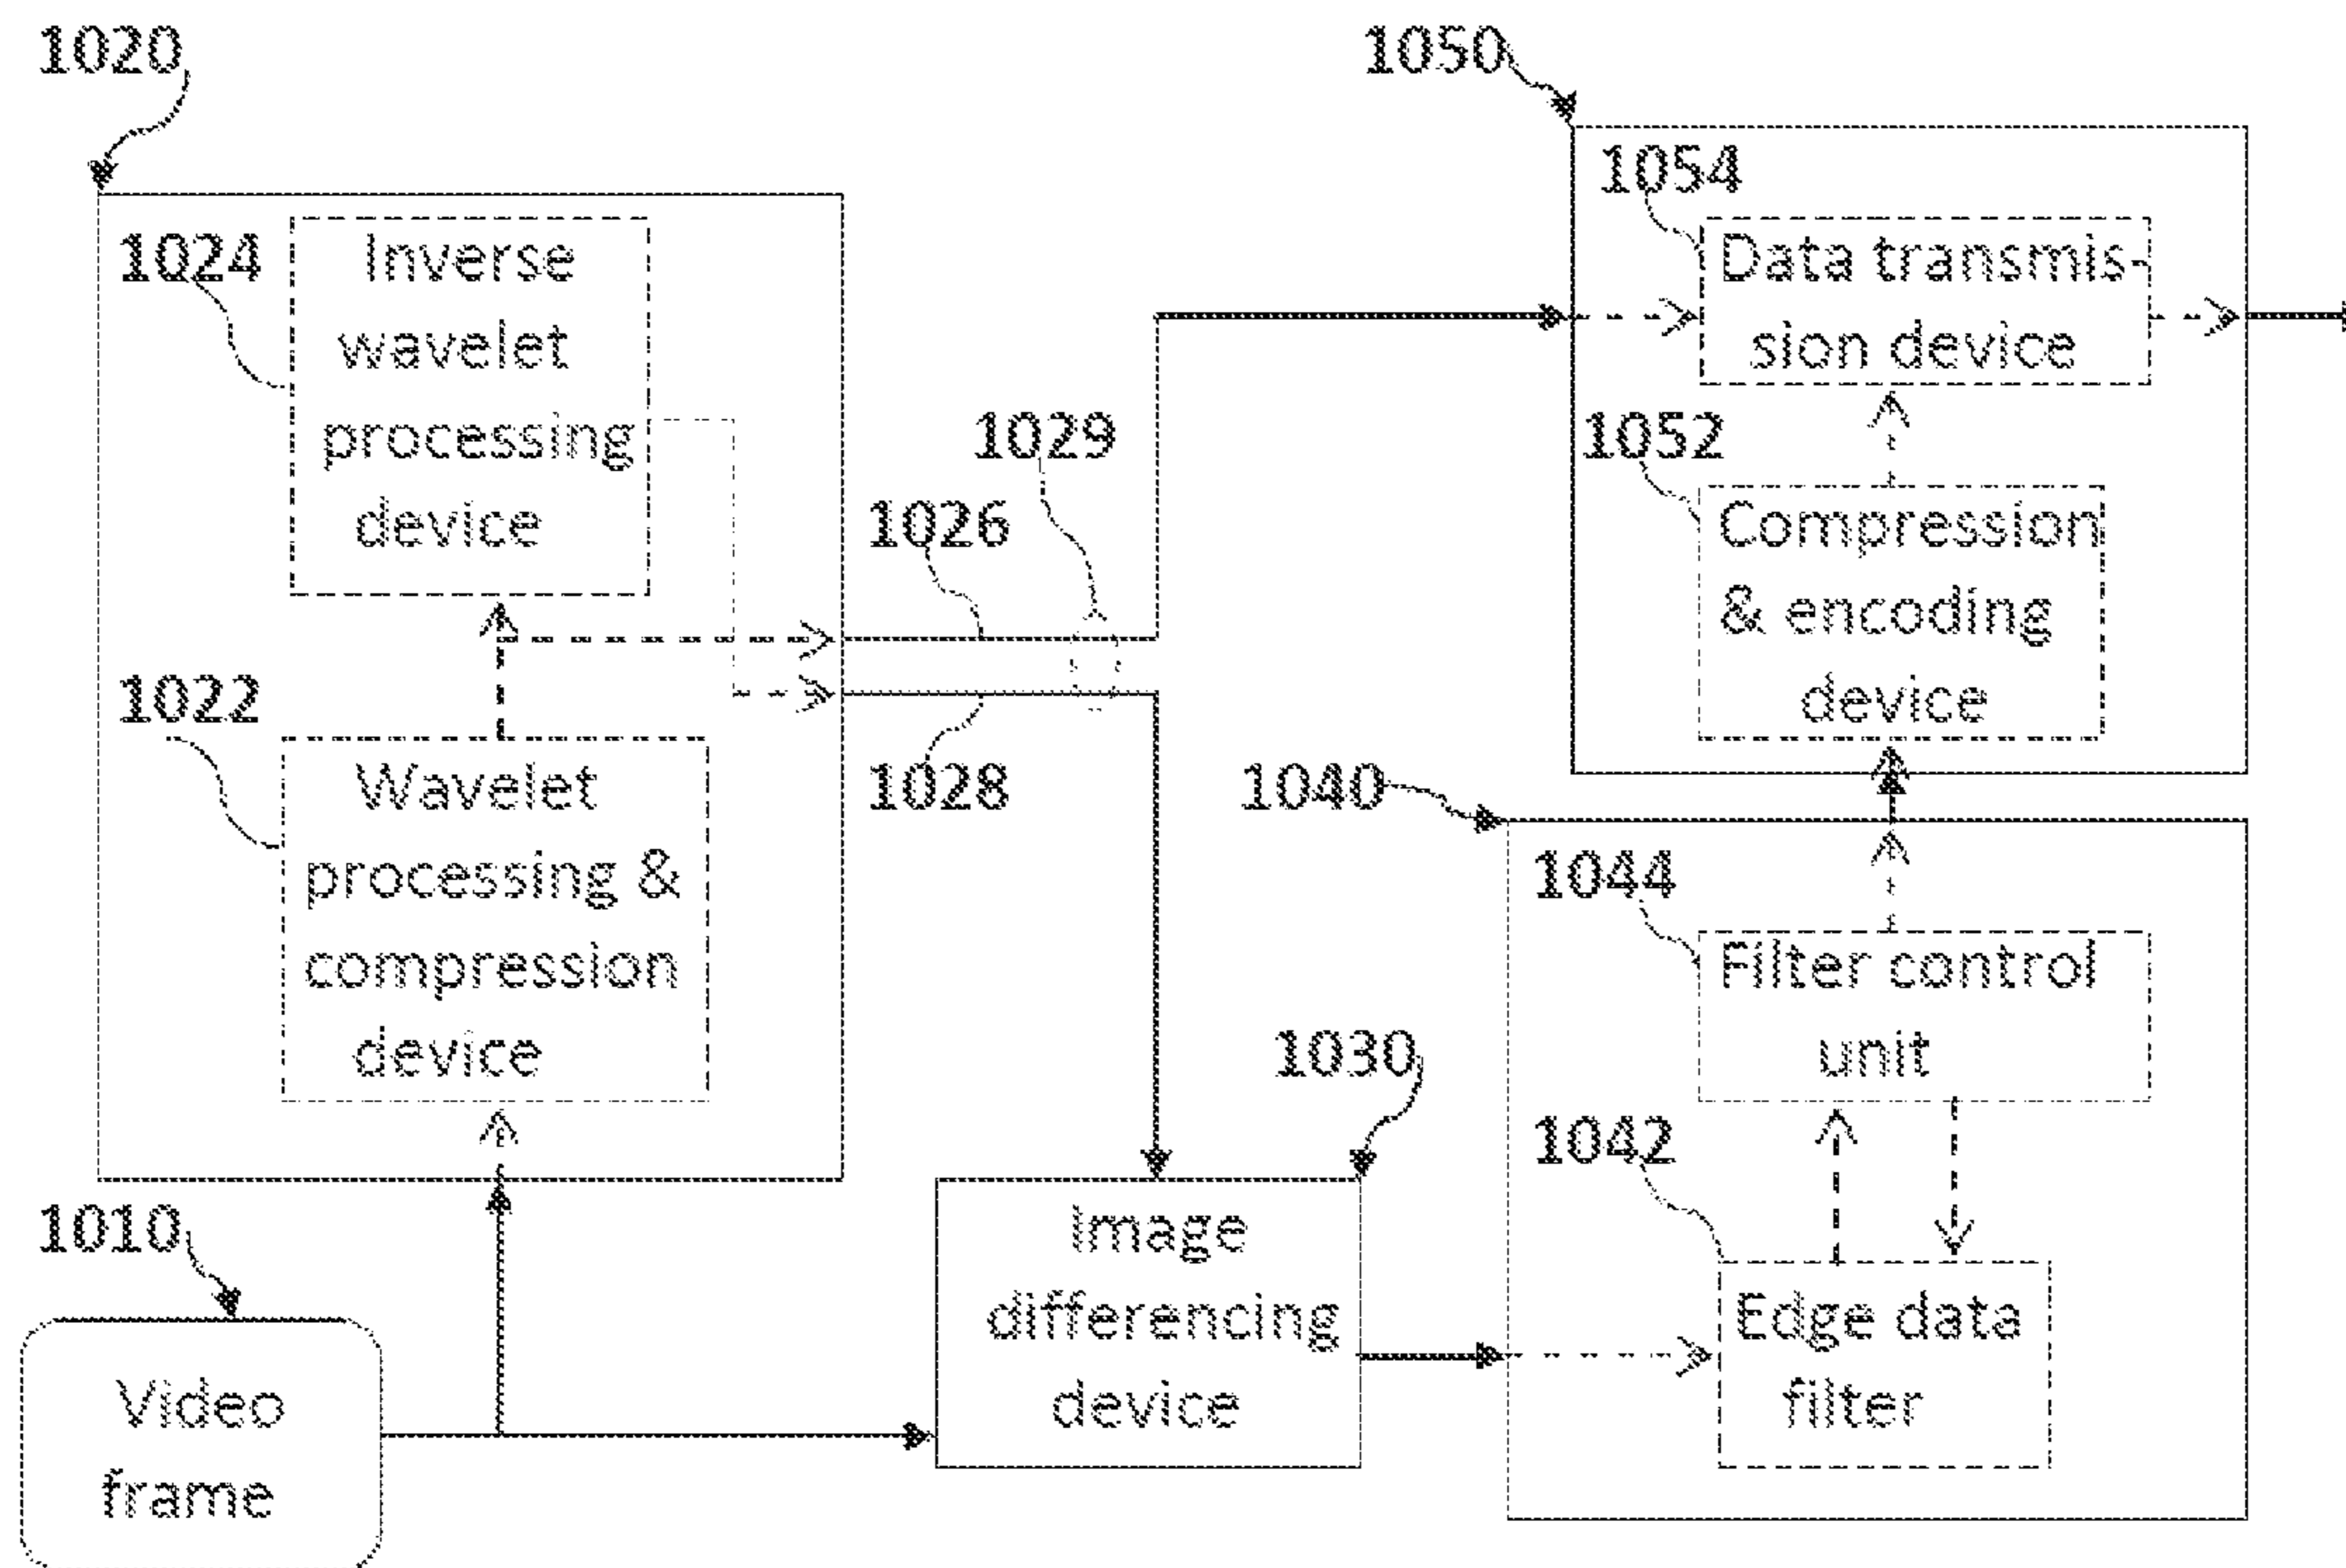 1020
1024
Inverse
wavelet
processing
device
1022
Wavelet
processing &
compression
device
1010
Video
frame
1026
1029
1028
1030
Image
differencing
device
1050
1054
Data transmis-
sion device
1052
Compression
& encoding
device
1040
1044
Filter control
unit
1042
Edge data
filter